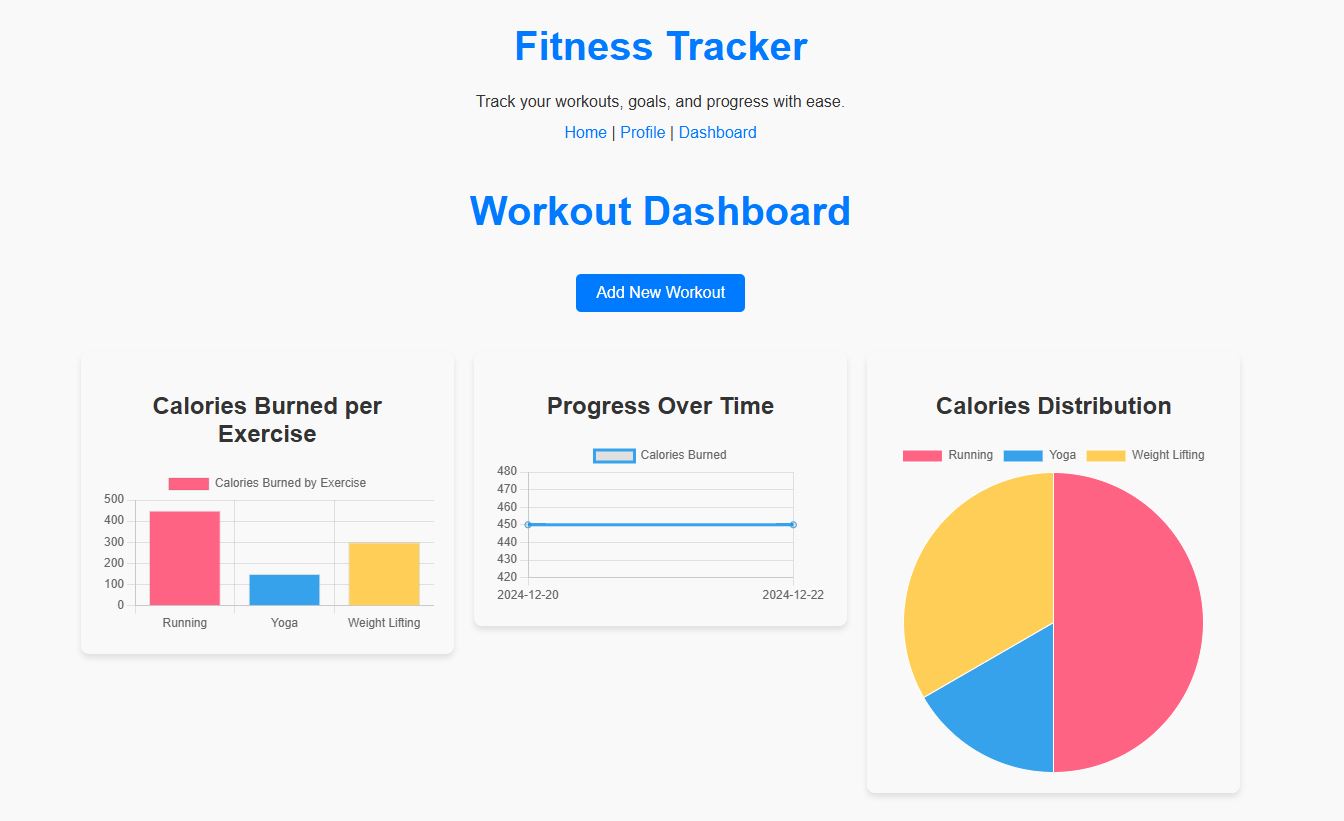 Fitness Tracker
Track your workouts, goals, and progress with ease.
Home | Profile | Dashboard
Workout Dashboard
Add New Workout
Calories Burned per
Exercise
Calories Burned by Exercise
500
400
300
200
100
0
Running Yoga Weight Lifting
Progress Over Time
Calories Burned
480
470
460
450
440
430
420
2024-12-20 2024-12-22
Calories Distribution
Running Yoga Weight Lifting